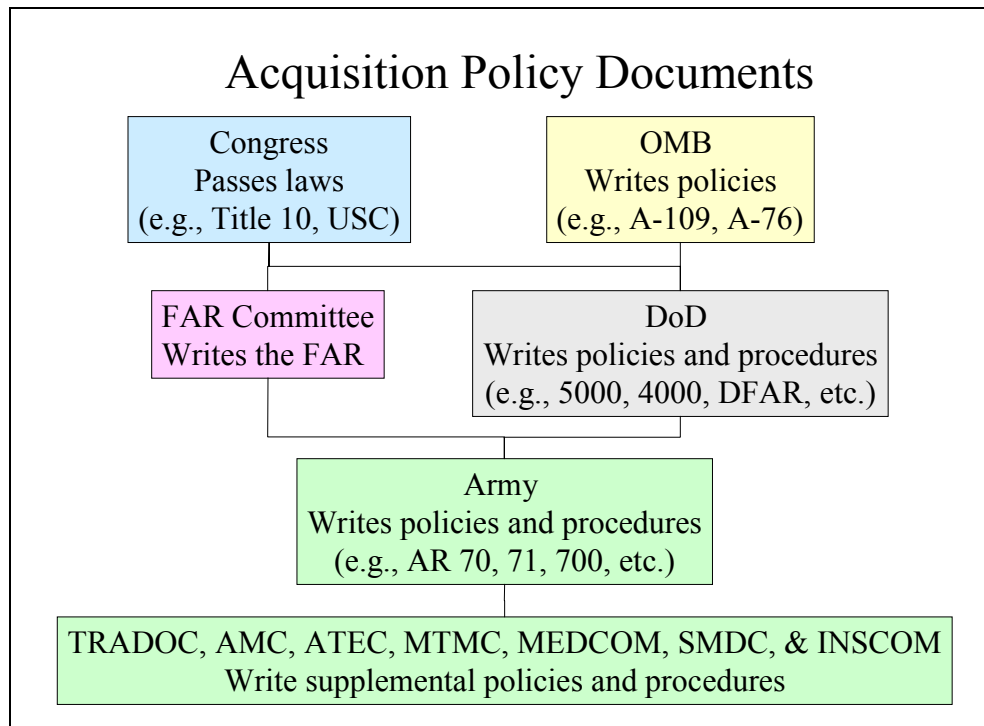 Acquisition Policy Documents
Congress
Passes laws
(e.g., Title 10, USC)
OMB
Writes policies
(e.g., A-109, A-76)
FAR Committee
Writes the FAR
DoD
Writes policies and procedures
(e.g., 5000, 4000, DFAR, etc.)
Army
Writes policies and procedures
(e.g., AR 70, 71, 700, etc.)
TRADOC, AMC, ATEC, MTMC, MEDCOM, SMDC, & INSCOM
Write supplemental policies and procedures